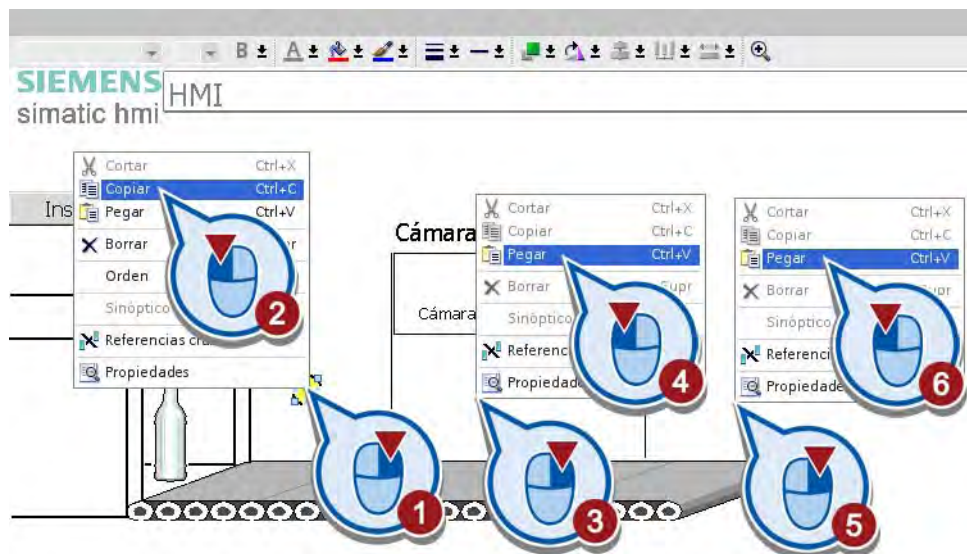 B A
SIEMENS
simatic hmi
HMI
Ins
Cortar Ctrl+X
Copiar Ctrl+C
Pegar Ctrl+V
Borrar
Orden
Sinóptico
Referencias
Propiedades
2
1
Cámara
Cámara
Cortar Ctrl+X
Copiar Ctrl+C
Pegar Ctrl+V
Borrar Supr
Sinóptico
Referenci
Propiedade
4
3
Cortar Ctrl+X
Copiar Ctrl+C
Pegar Ctrl+V
Borrar Supr
Sinóptico
Referenci
Propiedade
6
5